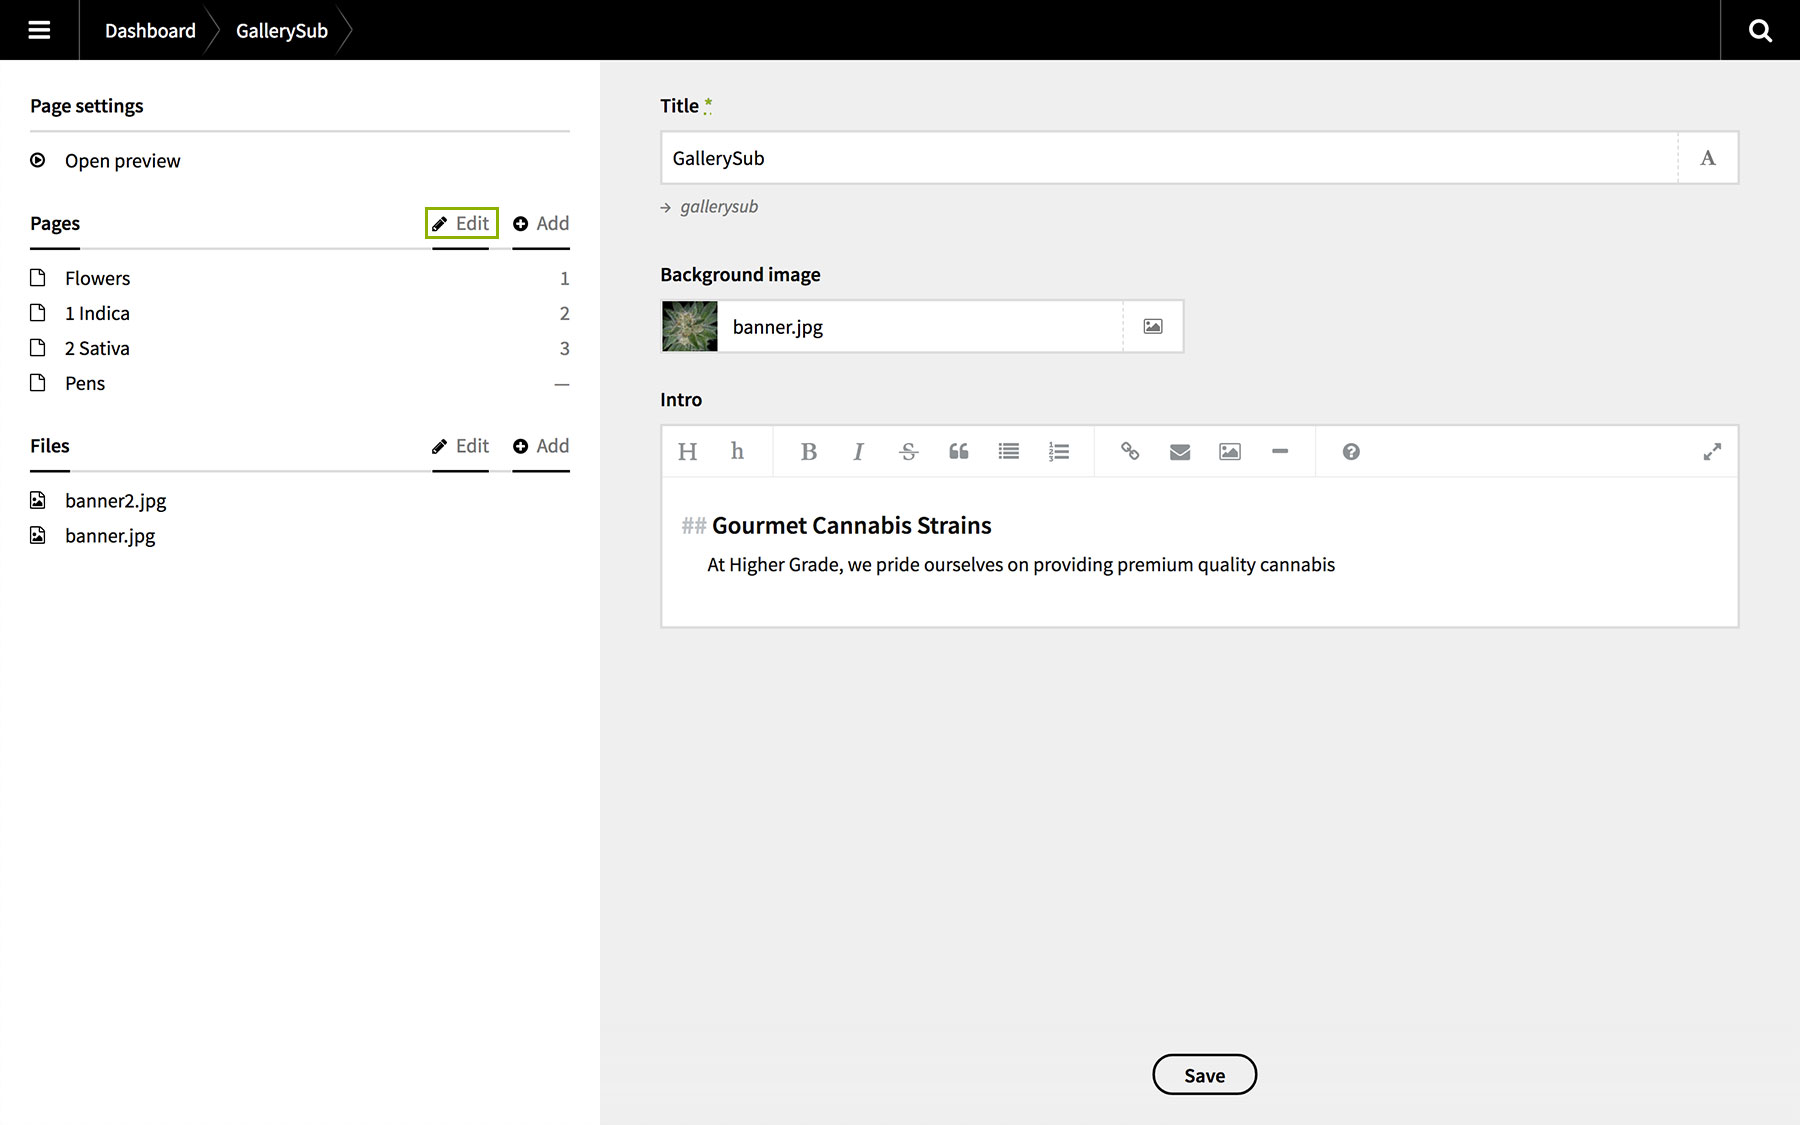 Dashboard GallerySub
Page settings
Open preview
Pages Edit Add
Flowers 1
1 Indica 2
2 Sativa 3
Pens —
Files Edit Add
banner2.jpg
banner.jpg
Title *
GallerySub A
→ gallerysub
Background image
banner.jpg
Intro
H h B I S
## Gourmet Cannabis Strains
At Higher Grade, we pride ourselves on providing premium quality cannabis
Save